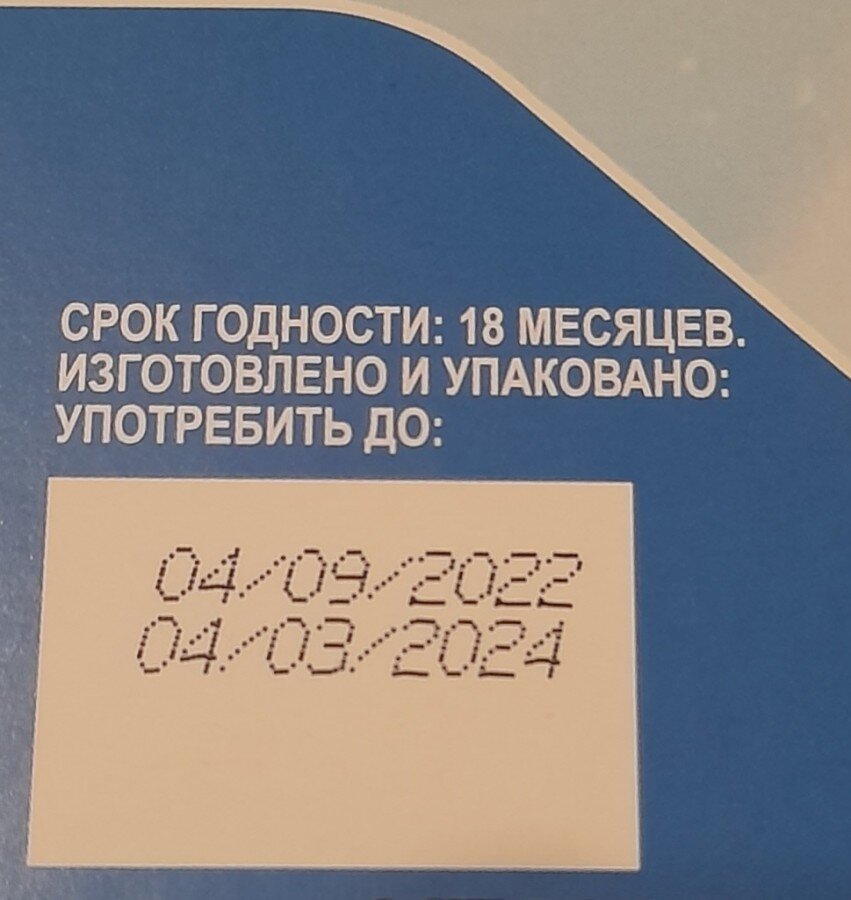 СРОК ГОДНОСТИ: 18 МЕСЯЦЕВ.
ИЗГОТОВЛЕНО И УПАКОВАНО:
УПОТРЕБИТЬ ДО:
04/09/2022
04/03/2024